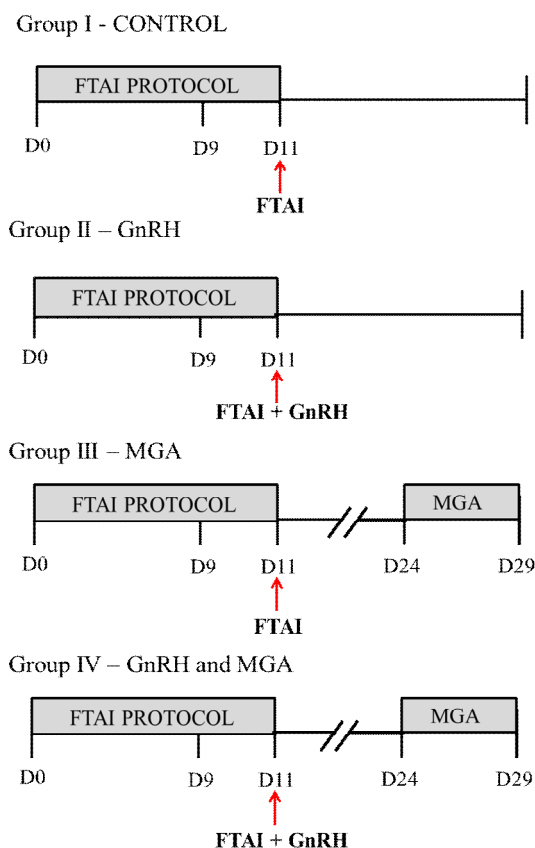 Group I - CONTROL
FTAI PROTOCOL
D0 D9 D11
FTAI
Group II – GnRH
FTAI PROTOCOL
D0 D9 D11
FTAI + GnRH
Group III – MGA
FTAI PROTOCOL MGA
D0 D9 D11 D24 D29
FTAI
Group IV – GnRH and MGA
FTAI PROTOCOL MGA
D0 D9 D11 D24 D29
FTAI + GnRH